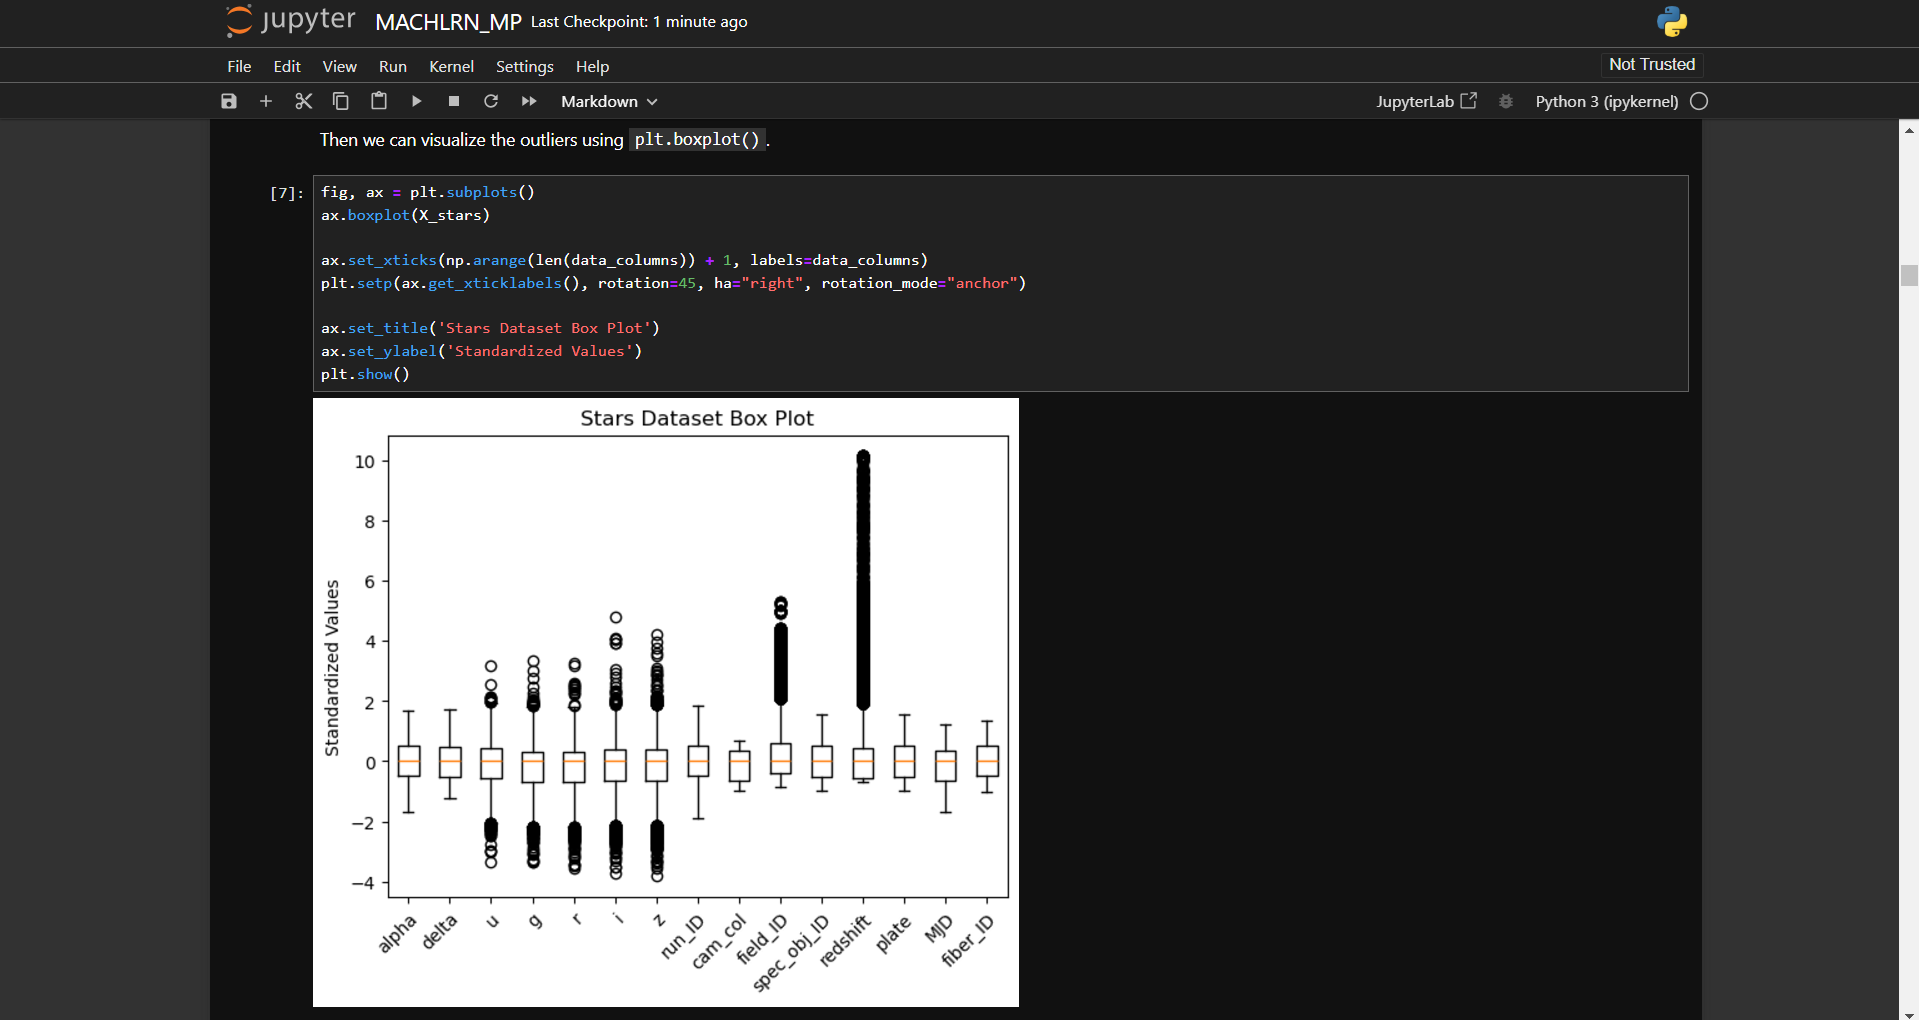 jupyter MACHLRN_MP Last Checkpoint: 1 minute ago
File Edit View Run Kernel Settings Help Not Trusted
Markdown JupyterLab Python 3 (ipykernel)
Then we can visualize the outliers using plt.boxplot() .
[7]:
fig, ax = plt.subplots()
ax.boxplot(X_stars)
ax.set_xticks(np.arange(len(data_columns)) + 1, labels=data_columns)
plt.setp(ax.get_xticklabels(), rotation=45, ha="right", rotation_mode="anchor")
ax.set_title('Stars Dataset Box Plot')
ax.set_ylabel('Standardized Values')
plt.show()
Stars Dataset Box Plot
Standardized Values
10
8
6
4
2
0
−2
−4
alpha
delta
u
g
r
i
z
run_ID
cam_col
field_ID
spec_obj_ID
redshift
plate
MJD
fiber_ID